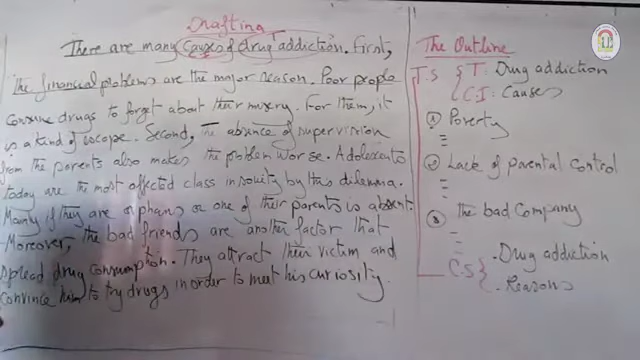 Drafting
There are many causes of drug addiction. First,
the financial problems are the major reason. Poor people
consume drugs to forget about their misery. For them, it
is a kind of escape. Second, the absence of supervision
from the parents also makes the problem worse. Adolescents
today are the most affected class in society by this dilemma.
Mainly if they are orphans or one of their parents is absent.
Moreover, the bad friends are another factor that
spread drug consumption. They attract their victim and
convince him to try drugs in order to meet his curiosity.
The Outline
T.S { T: Drug addiction
C.I: Causes
① Poverty
② Lack of parental control
③ The bad Company
C.S { . Drug addiction
. Reasons